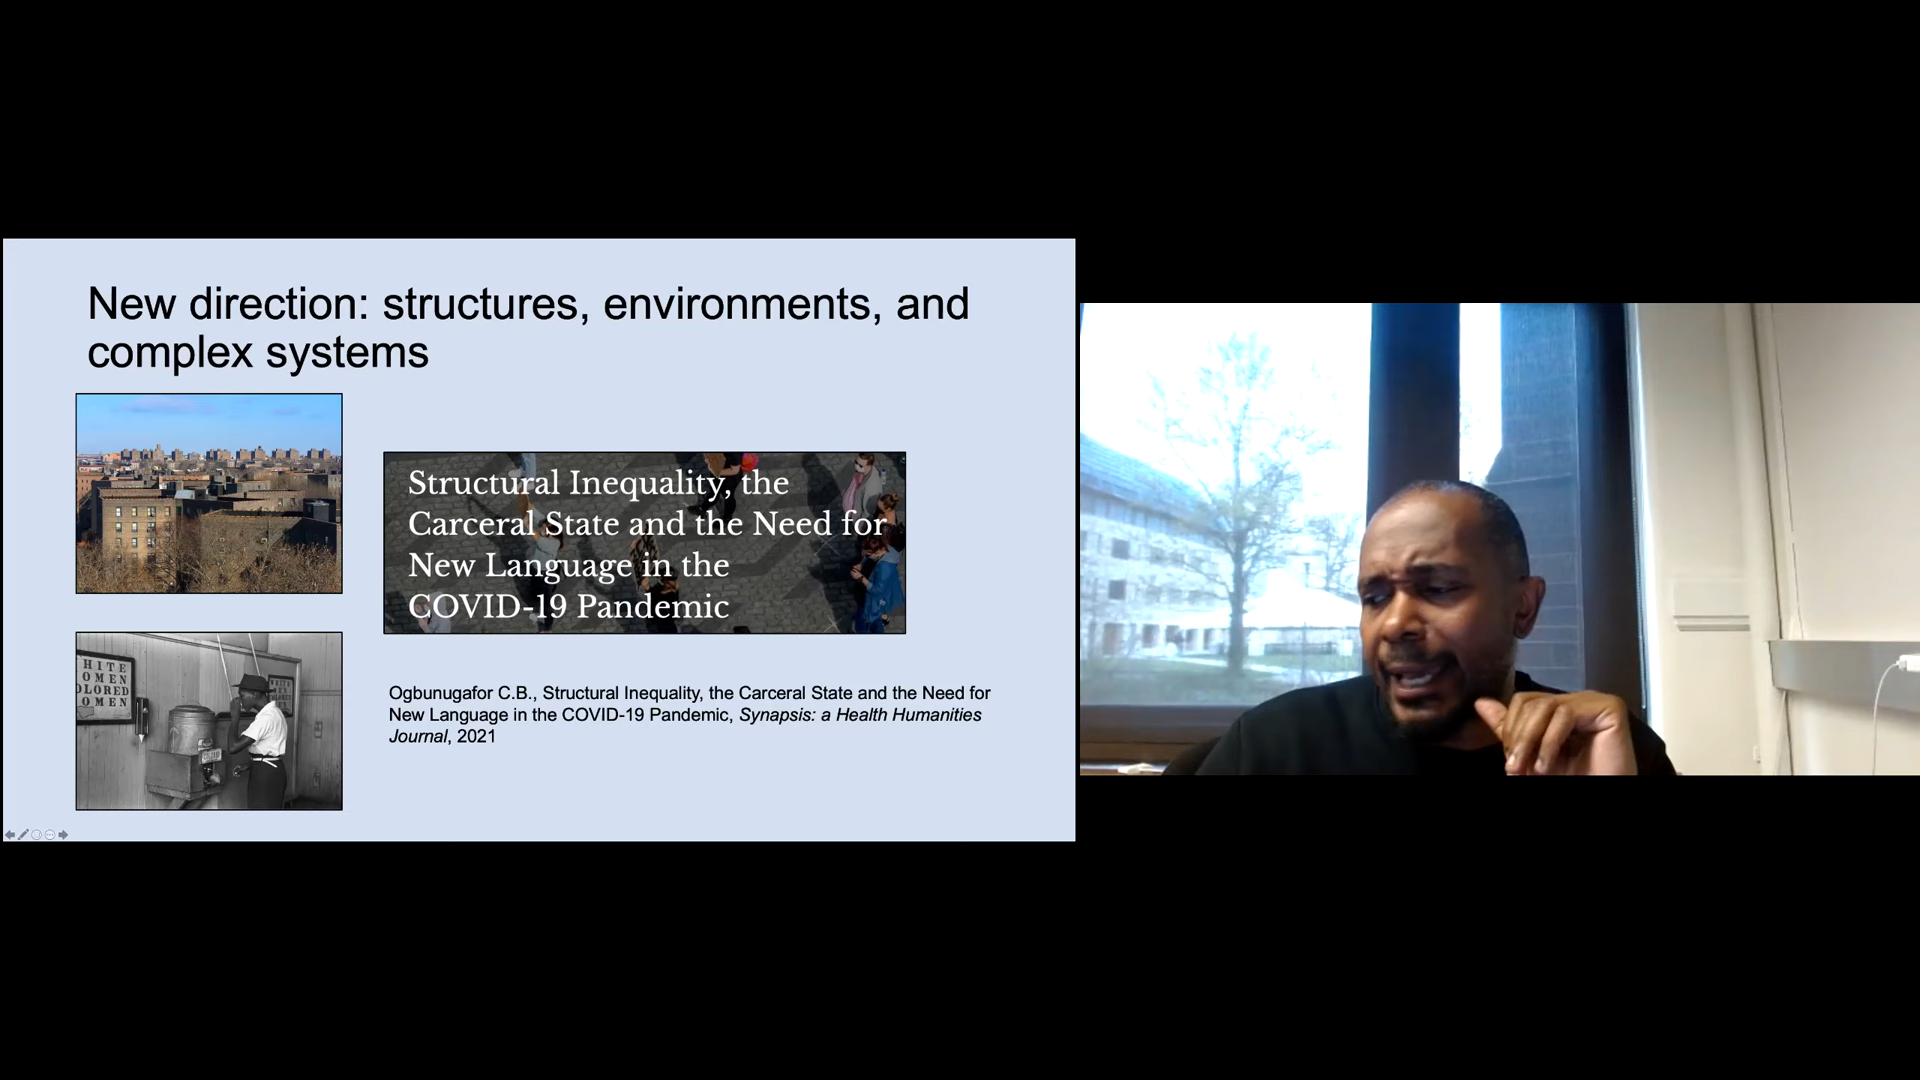 New direction: structures, environments, and
complex systems
Structural Inequality, the
Carceral State and the Need for
New Language in the
COVID-19 Pandemic
HITE
OMEN
OLORED
OMEN
Ogbunugafor C.B., Structural Inequality, the Carceral State and the Need for
New Language in the COVID-19 Pandemic, Synapsis: a Health Humanities
Journal, 2021